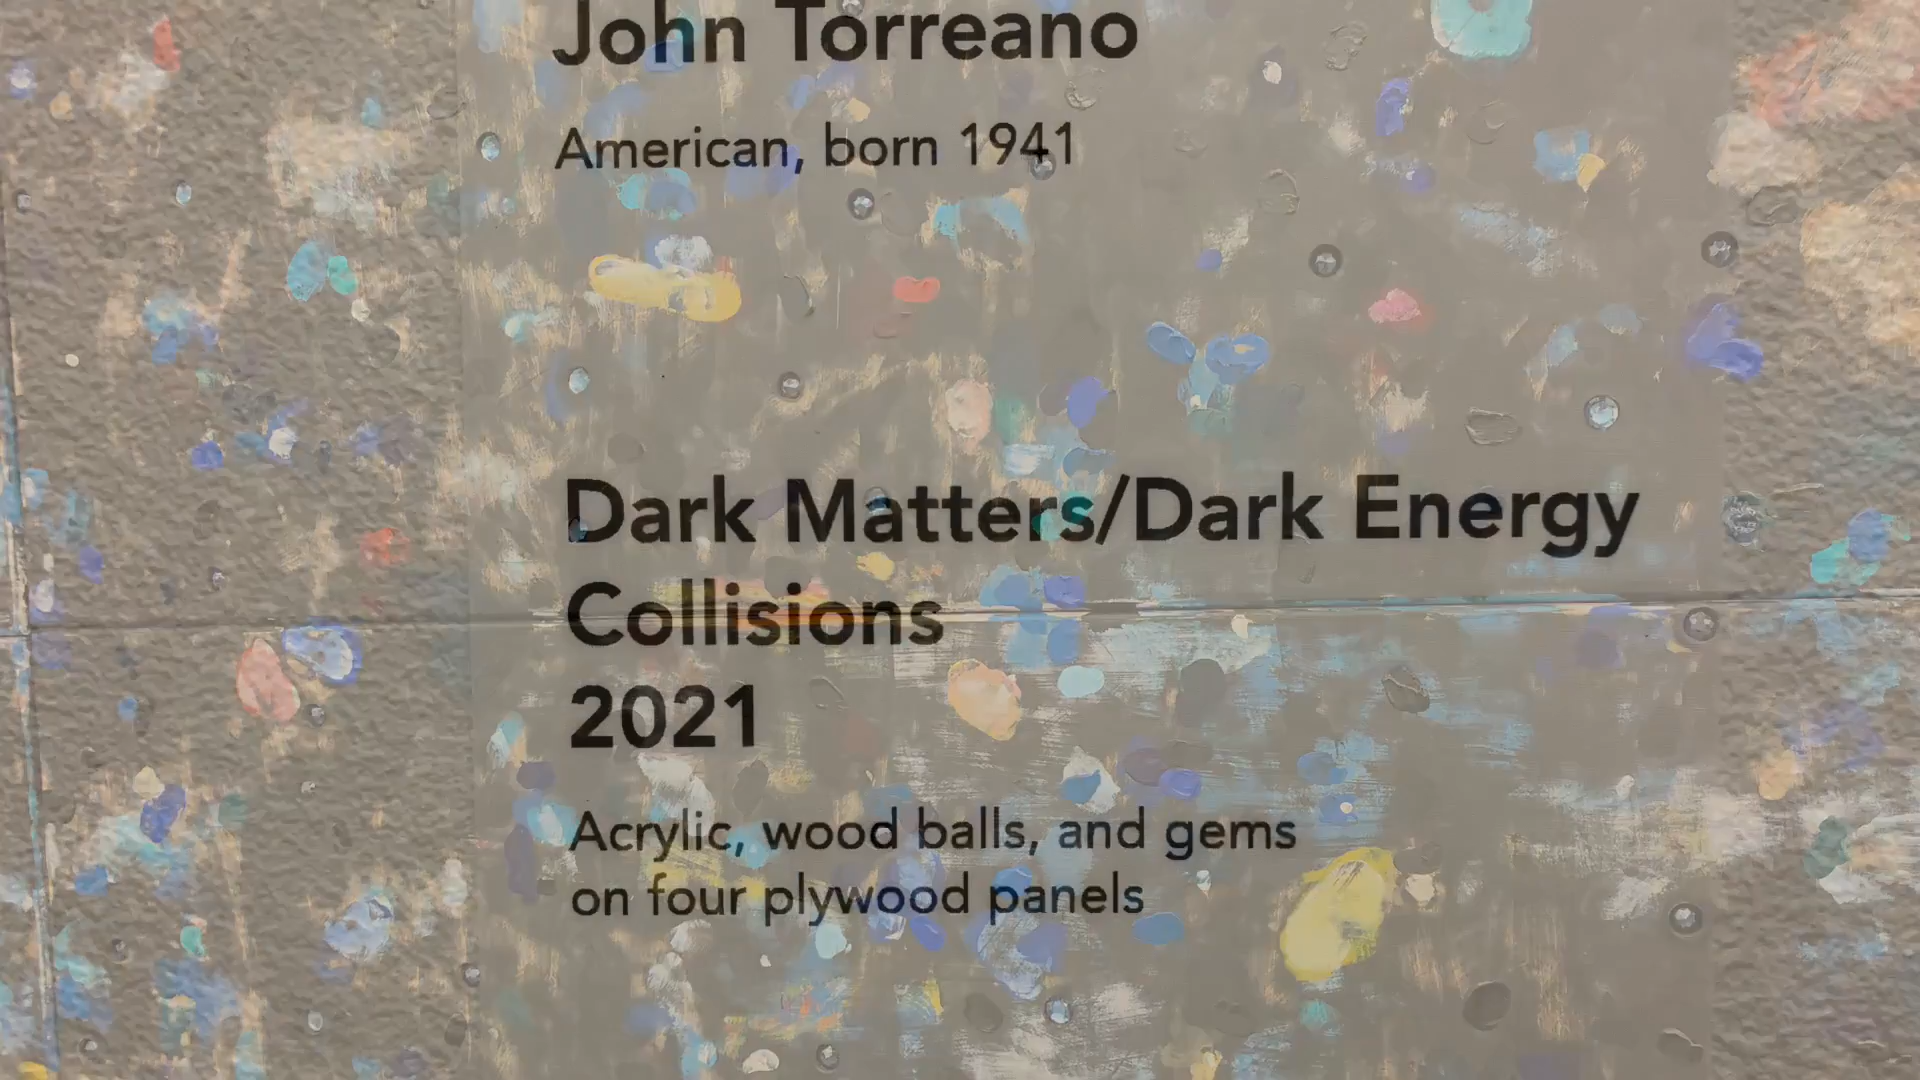 John Torreano
American, born 1941
Dark Matters/Dark Energy
Collisions
2021
Acrylic, wood balls, and gems
on four plywood panels